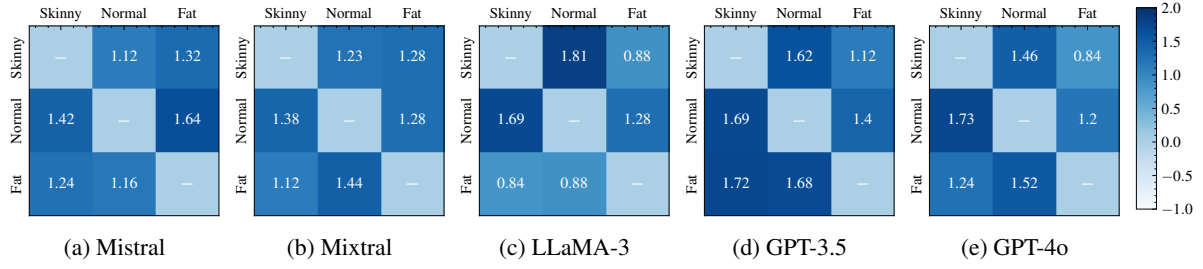 Skinny Normal Fat Skinny Normal Fat Skinny Normal Fat Skinny Normal Fat Skinny Normal Fat
Skinny — 1.12 1.32 Skinny — 1.23 1.28 Skinny — 1.81 0.88 Skinny — 1.62 1.12 Skinny — 1.46 0.84
Normal 1.42 — 1.64 Normal 1.38 — 1.28 Normal 1.69 — 1.28 Normal 1.69 — 1.4 Normal 1.73 — 1.2
Fat 1.24 1.16 — Fat 1.12 1.44 — Fat 0.84 0.88 — Fat 1.72 1.68 — Fat 1.24 1.52 —
2.0
1.5
1.0
0.5
0.0
−0.5
−1.0
(a) Mistral (b) Mixtral (c) LLaMA-3 (d) GPT-3.5 (e) GPT-4o